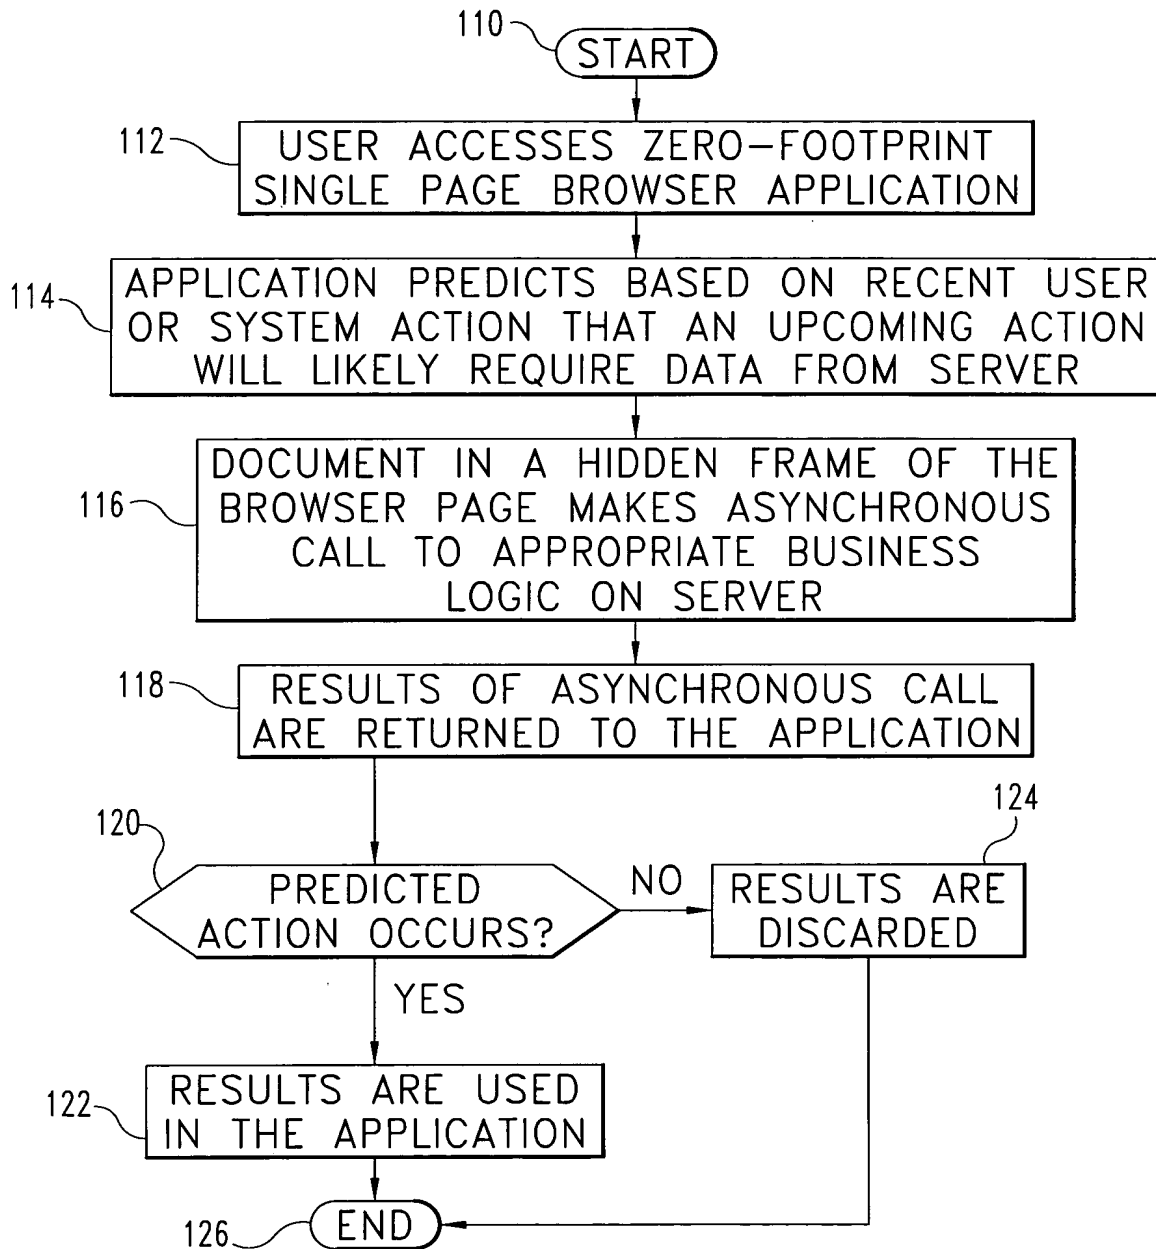 110
START
112
USER ACCESSES ZERO-FOOTPRINT
SINGLE PAGE BROWSER APPLICATION
114
APPLICATION PREDICTS BASED ON RECENT USER
OR SYSTEM ACTION THAT AN UPCOMING ACTION
WILL LIKELY REQUIRE DATA FROM SERVER
116
DOCUMENT IN A HIDDEN FRAME OF THE
BROWSER PAGE MAKES ASYNCHRONOUS
CALL TO APPROPRIATE BUSINESS
LOGIC ON SERVER
118
RESULTS OF ASYNCHRONOUS CALL
ARE RETURNED TO THE APPLICATION
120
PREDICTED
ACTION OCCURS?
NO
124
RESULTS ARE
DISCARDED
YES
122
RESULTS ARE USED
IN THE APPLICATION
126
END